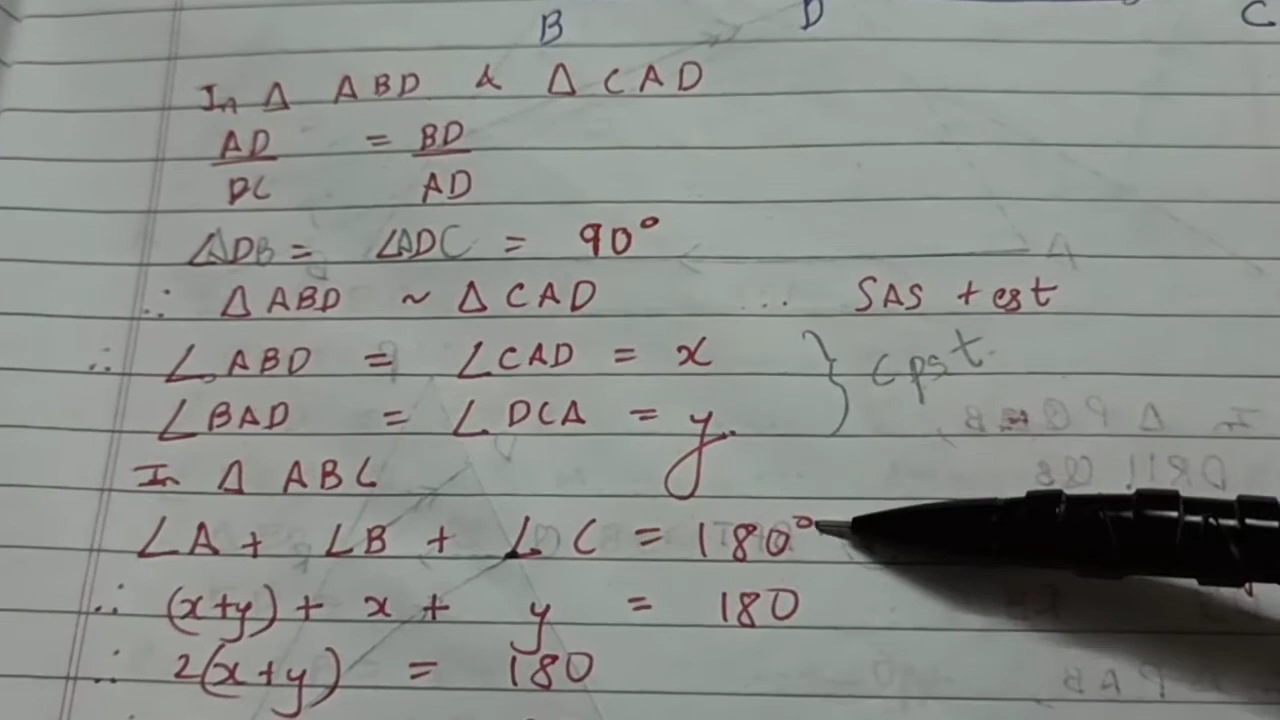 B D C
In Δ ABD & Δ CAD
AD = BD
DC AD
∠ADB = ∠ADC = 90°
∴ Δ ABD ~ Δ CAD ... SAS test
∴ ∠ABD = ∠CAD = x } cpst.
∠BAD = ∠DCA = y.
In Δ ABC
∠A + ∠B + ∠C = 180°
∴ (x+y) + x + y = 180
∴ 2(x+y) = 180